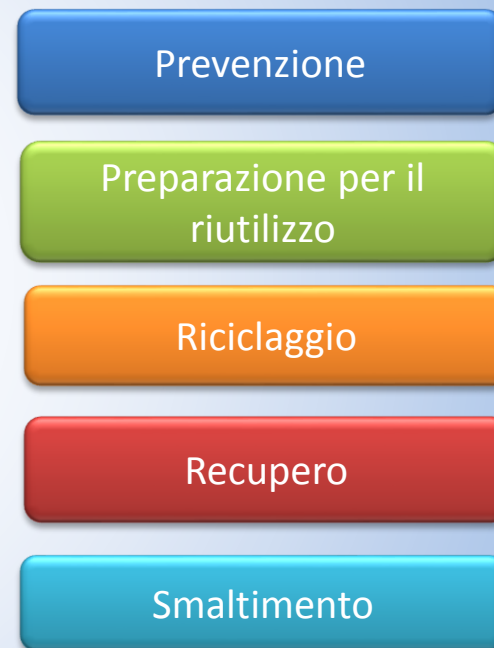 Prevenzione
Preparazione per il
riutilizzo
Riciclaggio
Recupero
Smaltimento